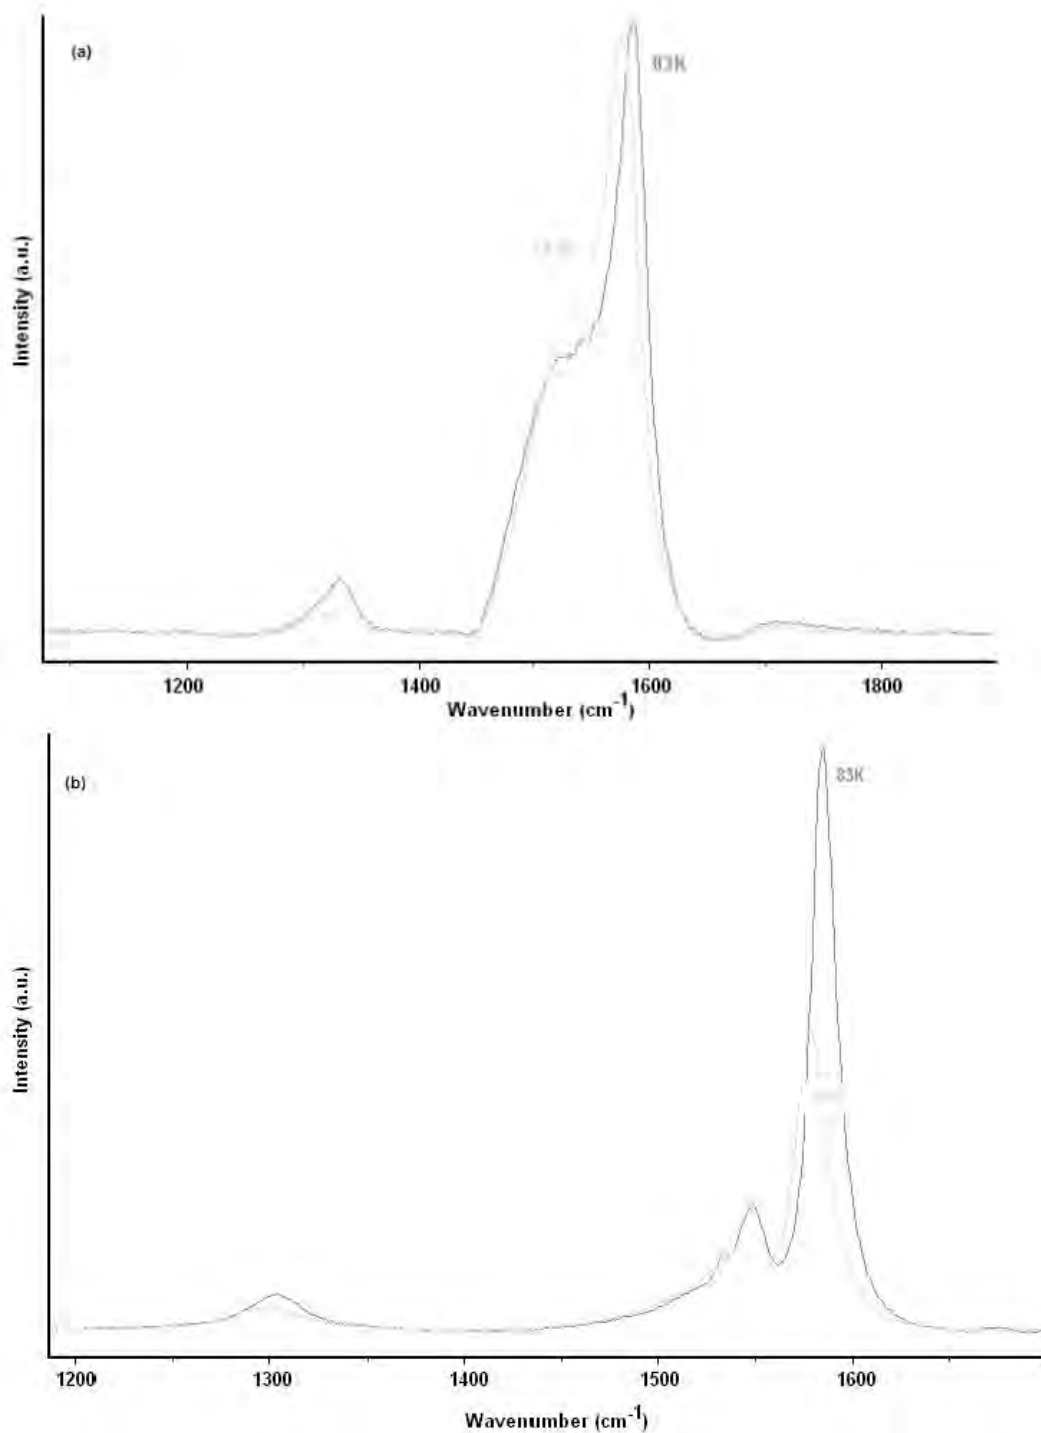 (a)
83K
Intensity (a.u.)
1200 1400 1600 1800
Wavenumber (cm⁻¹)
(b)
83K
Intensity (a.u.)
1200 1300 1400 1500 1600
Wavenumber (cm⁻¹)